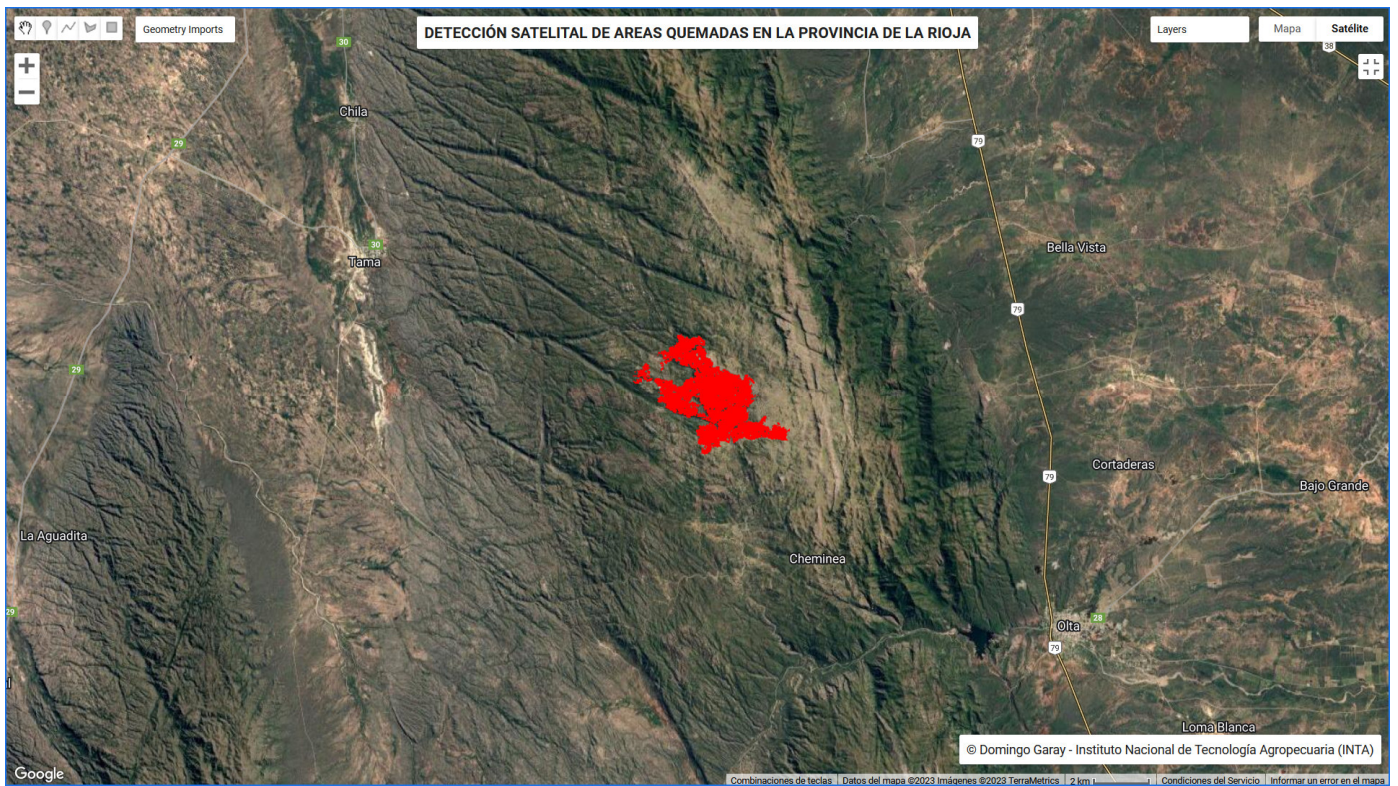 Geometry Imports
DETECCIÓN SATELITAL DE AREAS QUEMADAS EN LA PROVINCIA DE LA RIOJA
Layers
Mapa
Satélite
30
38
Chila
29
79
30
Tama
Bella Vista
79
29
Cortaderas
79
Bajo Grande
La Aguadita
Cheminea
29
28
Olta
79
Loma Blanca
© Domingo Garay - Instituto Nacional de Tecnología Agropecuaria (INTA)
Google
Combinaciones de teclas
Datos del mapa ©2023 Imágenes ©2023 TerraMetrics
2 km
Condiciones del Servicio
Informar un error en el mapa